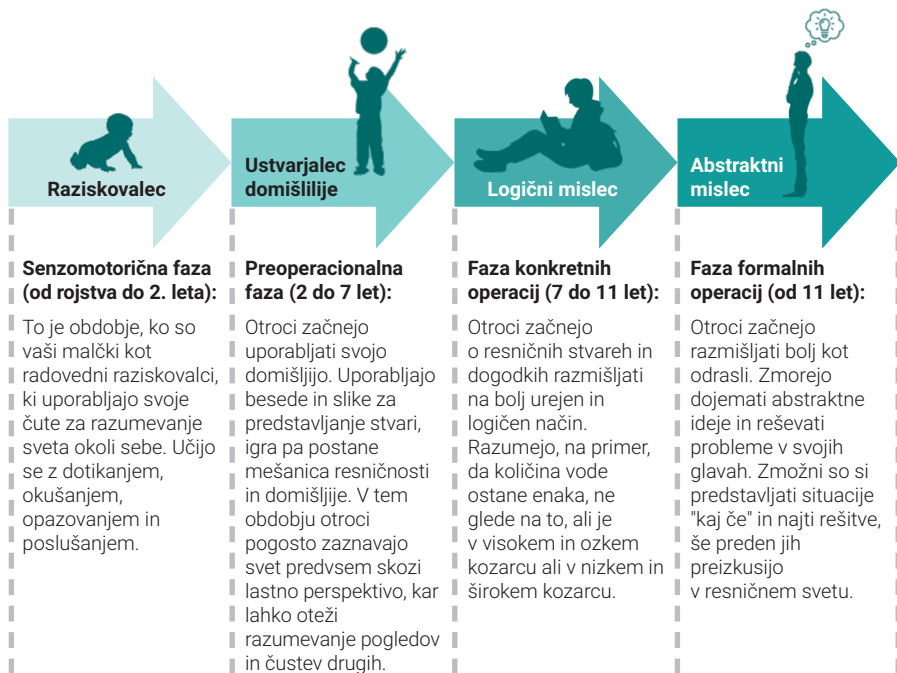 Raziskovalec
Ustvarjalec
domišlilije
Logični mislec
Abstraktni
mislec
Senzomotorična faza
(od rojstva do 2. leta):
To je obdobje, ko so
vaši malčki kot
radovedni raziskovalci,
ki uporabljajo svoje
čute za razumevanje
sveta okoli sebe. Učijo
se z dotikanjem,
okušanjem,
opazovanjem in
poslušanjem.
Preoperacionalna
faza (2 do 7 let):
Otroci začnejo
uporabljati svojo
domišljijo. Uporabljajo
besede in slike za
predstavljanje stvari,
igra pa postane
mešanica resničnosti
in domišljije. V tem
obdobju otroci
pogosto zaznavajo
svet predvsem skozi
lastno perspektivo, kar
lahko oteži
razumevanje pogledov
in čustev drugih.
Faza konkretnih
operacij (7 do 11 let):
Otroci začnejo
o resničnih stvareh in
dogodkih razmišljati
na bolj urejen in
logičen način.
Razumejo, na primer,
da količina vode
ostane enaka, ne
glede na to, ali je
v visokem in ozkem
kozarcu ali v nizkem in
širokem kozarcu.
Faza formalnih
operacij (od 11 let):
Otroci začnejo
razmišljati bolj kot
odrasli. Zmorejo
dojemati abstraktne
ideje in reševati
probleme v svojih
glavah. Zmožni so si
predstavljati situacije
"kaj če" in najti rešitve,
še preden jih
preizkusijo
v resničnem svetu.